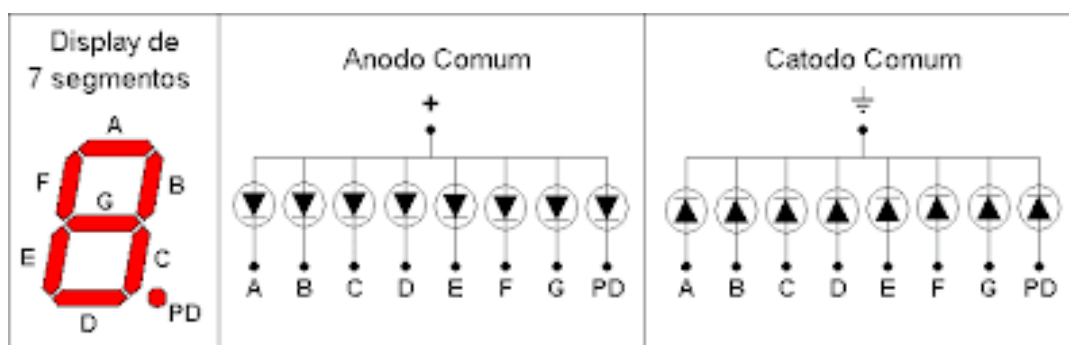 Display de
7 segmentos
A
F
B
G
E
C
D
PD
Anodo Comum
+
A B C D E F G PD
Catodo Comum
A B C D E F G PD